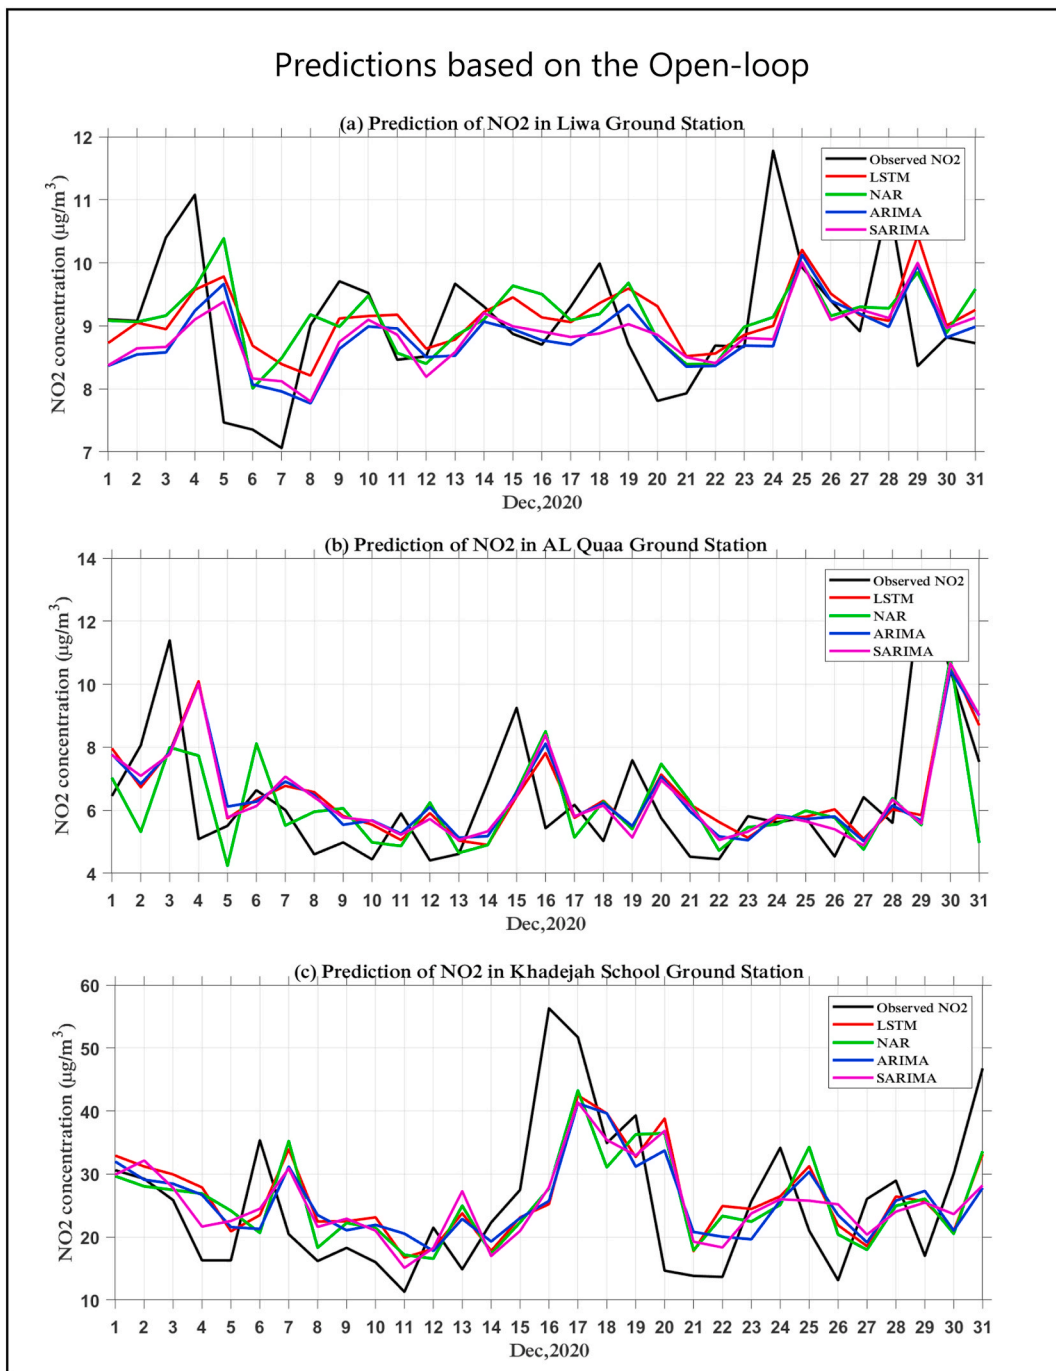 Predictions based on the Open-loop
(a) Prediction of NO2 in Liwa Ground Station
NO2 concentration (µg/m³)
12
11
10
9
8
7
Observed NO2
LSTM
NAR
ARIMA
SARIMA
1 2 3 4 5 6 7 8 9 10 11 12 13 14 15 16 17 18 19 20 21 22 23 24 25 26 27 28 29 30 31
Dec,2020
(b) Prediction of NO2 in AL Quaa Ground Station
NO2 concentration (µg/m³)
14
12
10
8
6
4
Observed NO2
LSTM
NAR
ARIMA
SARIMA
1 2 3 4 5 6 7 8 9 10 11 12 13 14 15 16 17 18 19 20 21 22 23 24 25 26 27 28 29 30 31
Dec,2020
(c) Prediction of NO2 in Khadejah School Ground Station
NO2 concentration (µg/m³)
60
50
40
30
20
10
Observed NO2
LSTM
NAR
ARIMA
SARIMA
1 2 3 4 5 6 7 8 9 10 11 12 13 14 15 16 17 18 19 20 21 22 23 24 25 26 27 28 29 30 31
Dec,2020